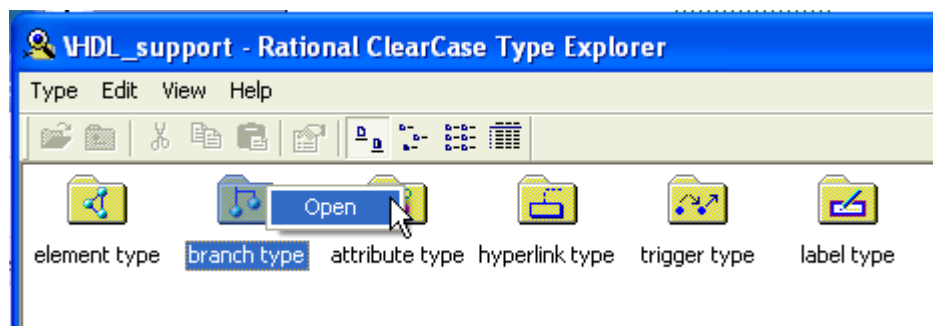 \HDL_support - Rational ClearCase Type Explorer
Type Edit View Help
Open
element type branch type attribute type hyperlink type trigger type label type